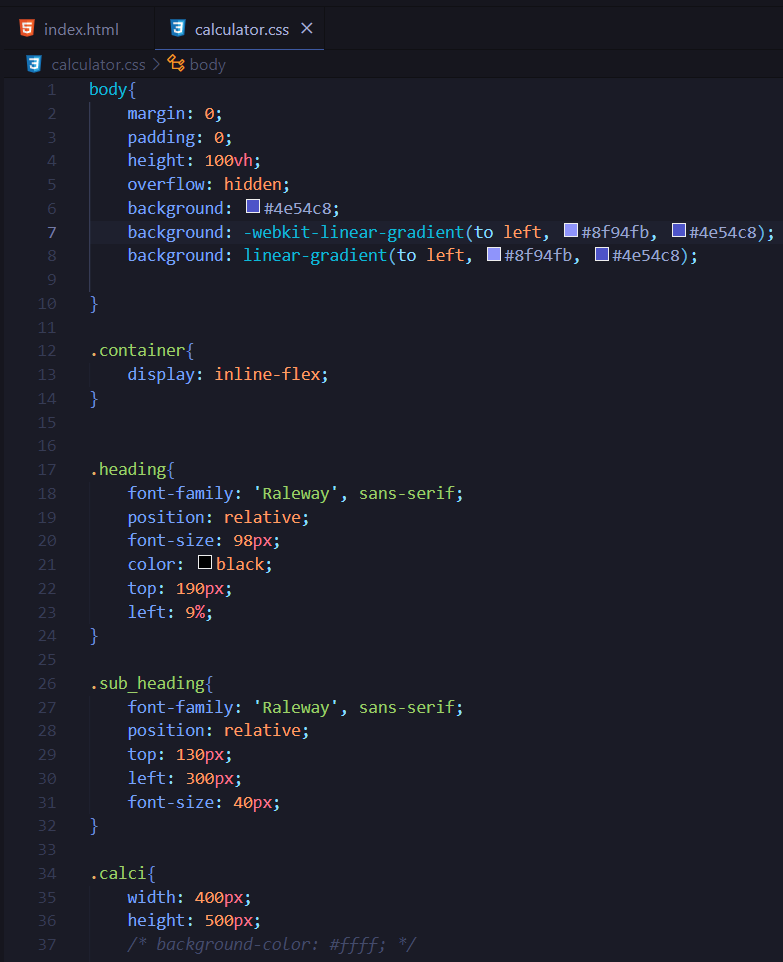 index.html
calculator.css
calculator.css > body
1 body{
2 margin: 0;
3 padding: 0;
4 height: 100vh;
5 overflow: hidden;
6 background: #4e54c8;
7 background: -webkit-linear-gradient(to left, #8f94fb, #4e54c8);
8 background: linear-gradient(to left, #8f94fb, #4e54c8);
9
10 }
11
12 .container{
13 display: inline-flex;
14 }
15
16
17 .heading{
18 font-family: 'Raleway', sans-serif;
19 position: relative;
20 font-size: 98px;
21 color: black;
22 top: 190px;
23 left: 9%;
24 }
25
26 .sub_heading{
27 font-family: 'Raleway', sans-serif;
28 position: relative;
29 top: 130px;
30 left: 300px;
31 font-size: 40px;
32 }
33
34 .calci{
35 width: 400px;
36 height: 500px;
37 /* background-color: #ffff; */